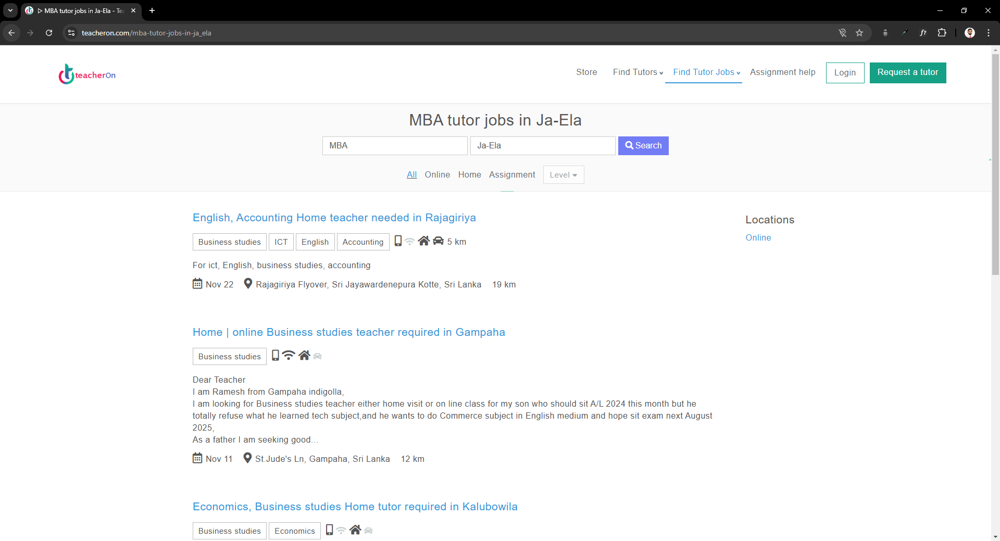 MBA tutor jobs in Ja-Ela - Tea
teacheron.com/mba-tutor-jobs-in-ja_ela
teacherOn
Store
Find Tutors
Find Tutor Jobs
Assignment help
Login
Request a tutor
MBA tutor jobs in Ja-Ela
MBA
Ja-Ela
Search
All
Online
Home
Assignment
Level
English, Accounting Home teacher needed in Rajagiriya
Business studies
ICT
English
Accounting
5 km
For ict, English, business studies, accounting
Nov 22
Rajagiriya Flyover, Sri Jayawardenepura Kotte, Sri Lanka
19 km
Locations
Online
Home | online Business studies teacher required in Gampaha
Business studies
Dear Teacher
I am Ramesh from Gampaha indigolla,
I am looking for Business studies teacher either home visit or on line class for my son who should sit A/L 2024 this month but he
totally refuse what he learned tech subject,and he wants to do Commerce subject in English medium and hope sit exam next August
2025,
As a father I am seeking good...
Nov 11
St.Jude's Ln, Gampaha, Sri Lanka
12 km
Economics, Business studies Home tutor required in Kalubowila
Business studies
Economics